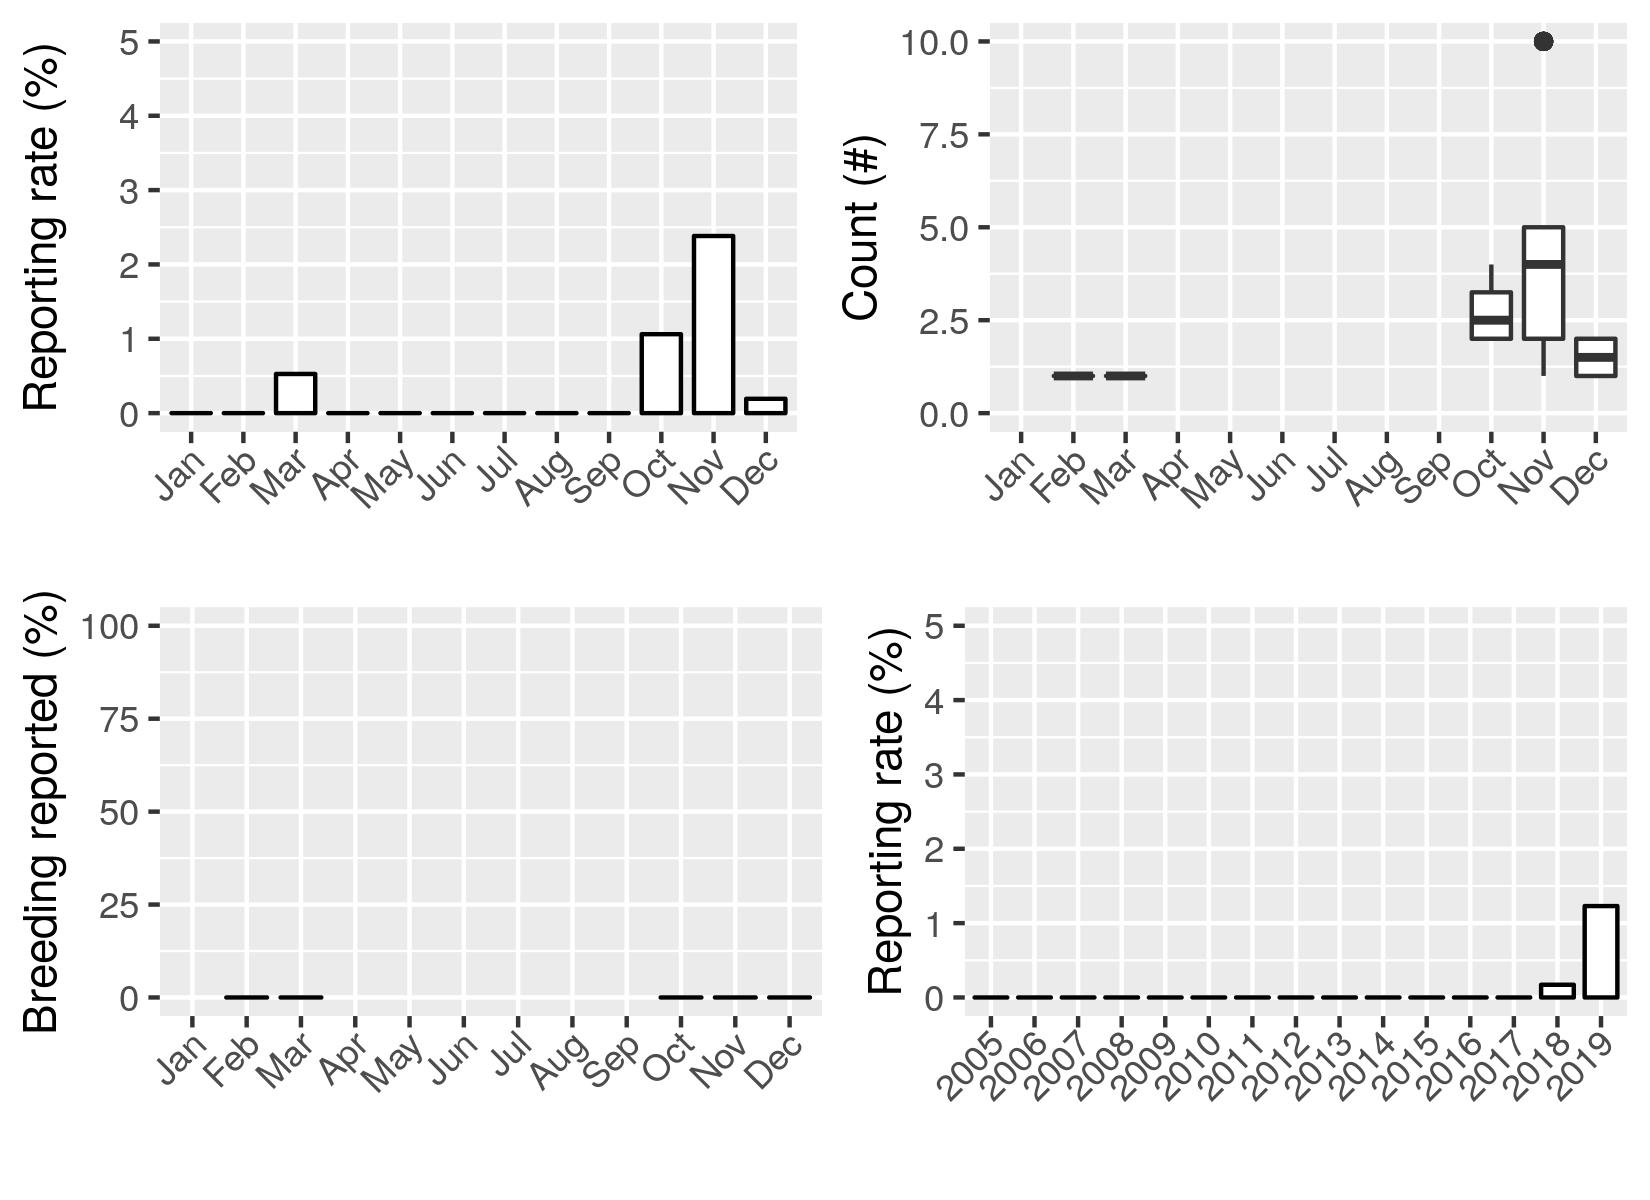 Reporting rate (%)
5
4
3
2
1
0
Jan Feb Mar Apr May Jun Jul Aug Sep Oct Nov Dec
Count (#)
10.0
7.5
5.0
2.5
0.0
Jan Feb Mar Apr May Jun Jul Aug Sep Oct Nov Dec
Breeding reported (%)
100
75
50
25
0
Jan Feb Mar Apr May Jun Jul Aug Sep Oct Nov Dec
Reporting rate (%)
5
4
3
2
1
0
2005 2006 2007 2008 2009 2010 2011 2012 2013 2014 2015 2016 2017 2018 2019